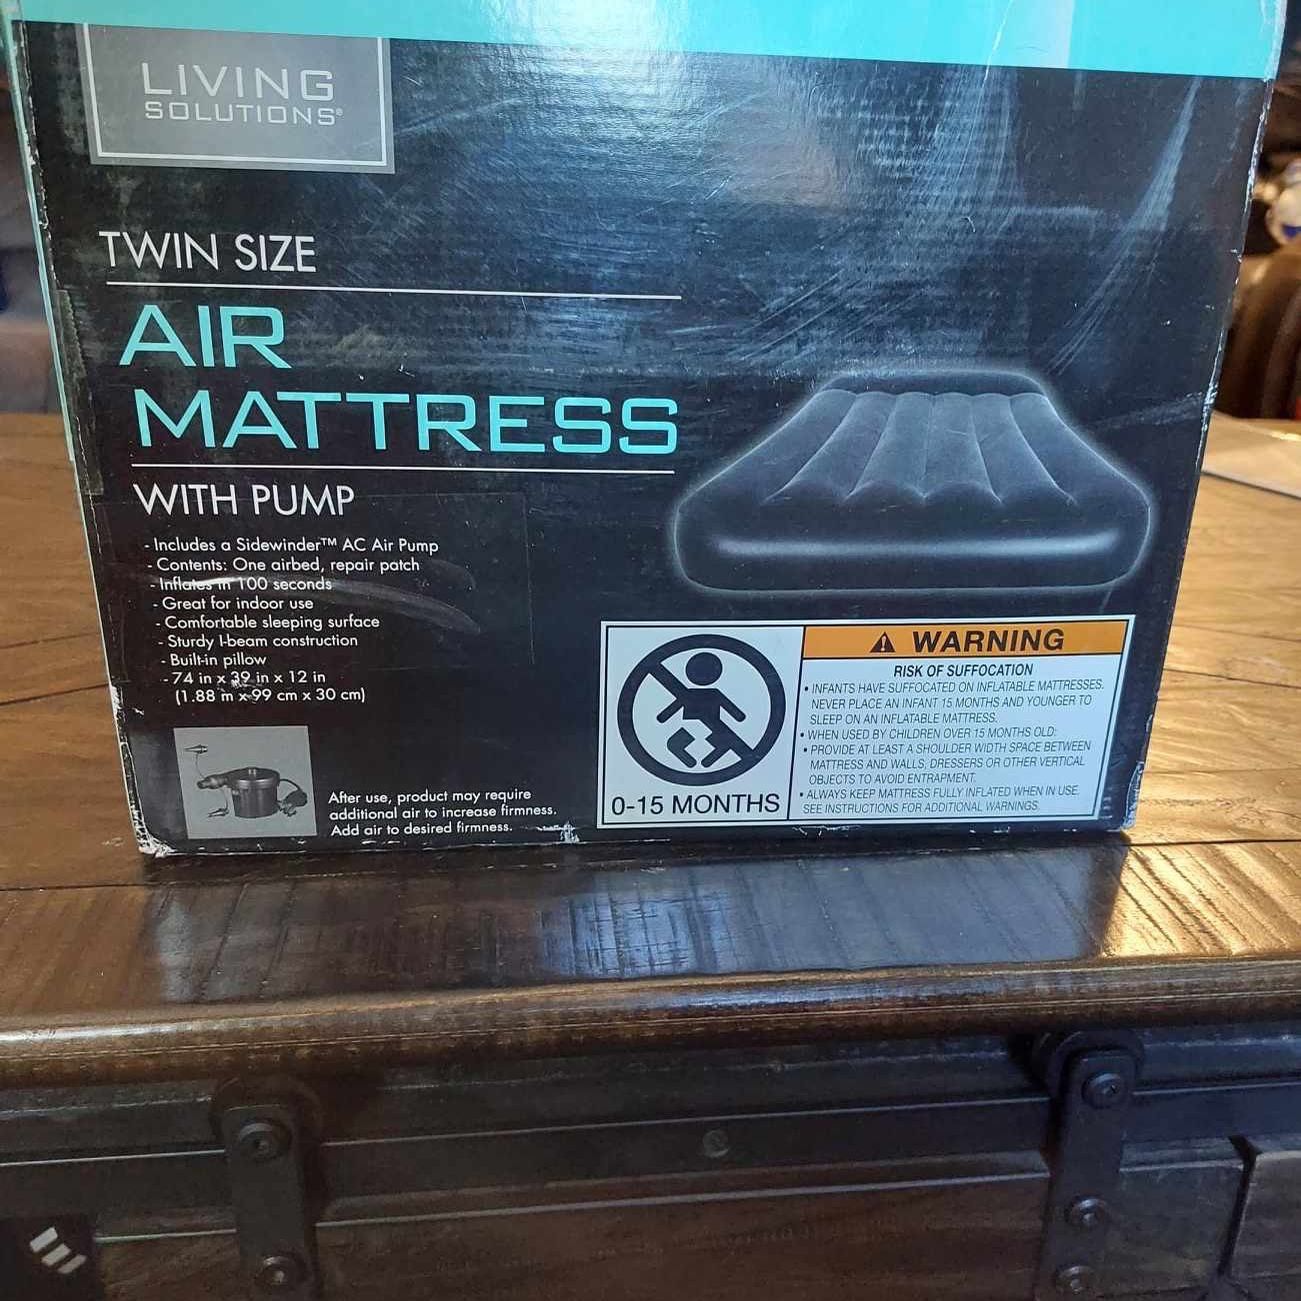 LIVING
SOLUTIONS®
TWIN SIZE
AIR
MATTRESS
WITH PUMP
- Includes a Sidewinder™ AC Air Pump
- Contents: One airbed, repair patch
- Inflates in 100 seconds
- Great for indoor use
- Comfortable sleeping surface
- Sturdy I-beam construction
- Built-in pillow
- 74 in x 39 in x 12 in
(1.88 m x 99 cm x 30 cm)
After use, product may require
additional air to increase firmness.
Add air to desired firmness.
0-15 MONTHS
WARNING
RISK OF SUFFOCATION
• INFANTS HAVE SUFFOCATED ON INFLATABLE MATTRESSES.
NEVER PLACE AN INFANT 15 MONTHS AND YOUNGER TO
SLEEP ON AN INFLATABLE MATTRESS.
• WHEN USED BY CHILDREN OVER 15 MONTHS OLD:
• PROVIDE AT LEAST A SHOULDER WIDTH SPACE BETWEEN
MATTRESS AND WALLS, DRESSERS OR OTHER VERTICAL
OBJECTS TO AVOID ENTRAPMENT.
• ALWAYS KEEP MATTRESS FULLY INFLATED WHEN IN USE.
SEE INSTRUCTIONS FOR ADDITIONAL WARNINGS.